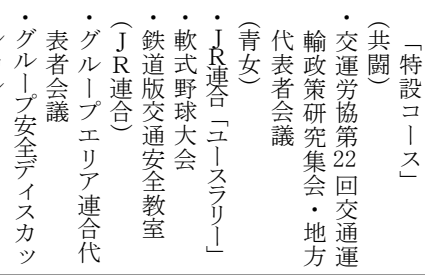 「特設コース」
(共闘)
・交運労協第22回交通運
輸政策研究集会・地方
代表者会議
(青女)
・JR連合「ユースラリー」
・軟式野球大会
・鉄道版交通安全教室
(JR連合)
・グループエリア連合代
表者会議
・グループ安全ディスカッ